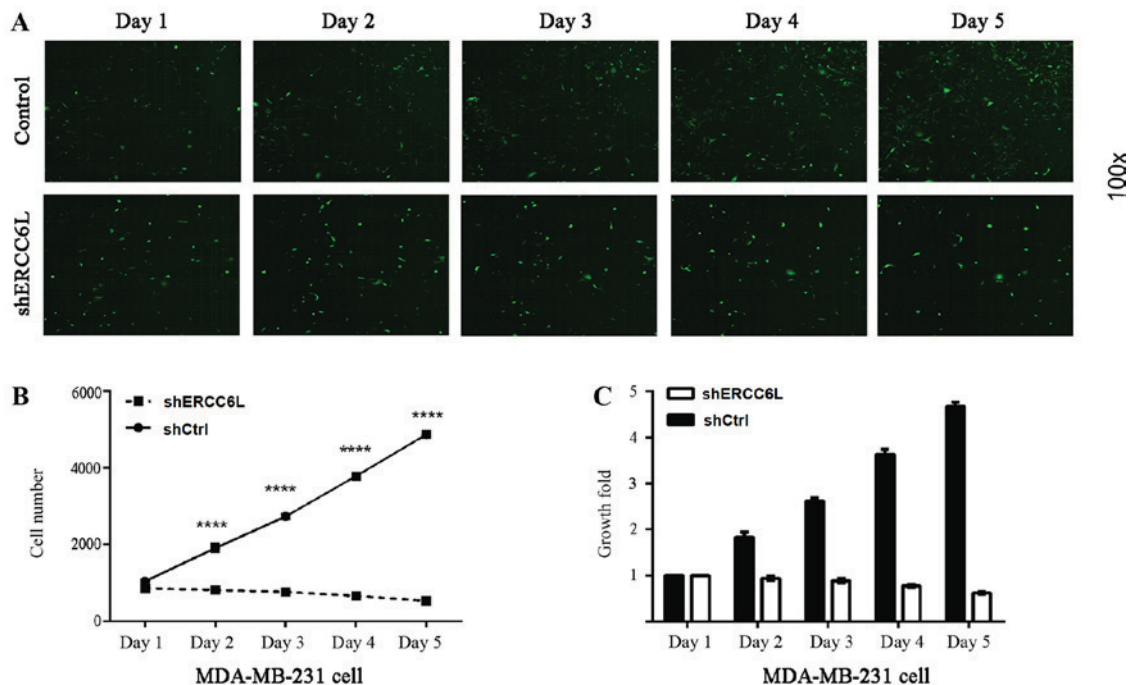 A
Day 1 Day 2 Day 3 Day 4 Day 5
Control
shERCC6L
100x
B
6000
4000
2000
0
Cell number
shERCC6L
shCtrl
****
****
****
****
Day 1 Day 2 Day 3 Day 4 Day 5
MDA-MB-231 cell
C
5
4
3
2
1
Growth fold
shERCC6L
shCtrl
Day 1 Day 2 Day 3 Day 4 Day 5
MDA-MB-231 cell